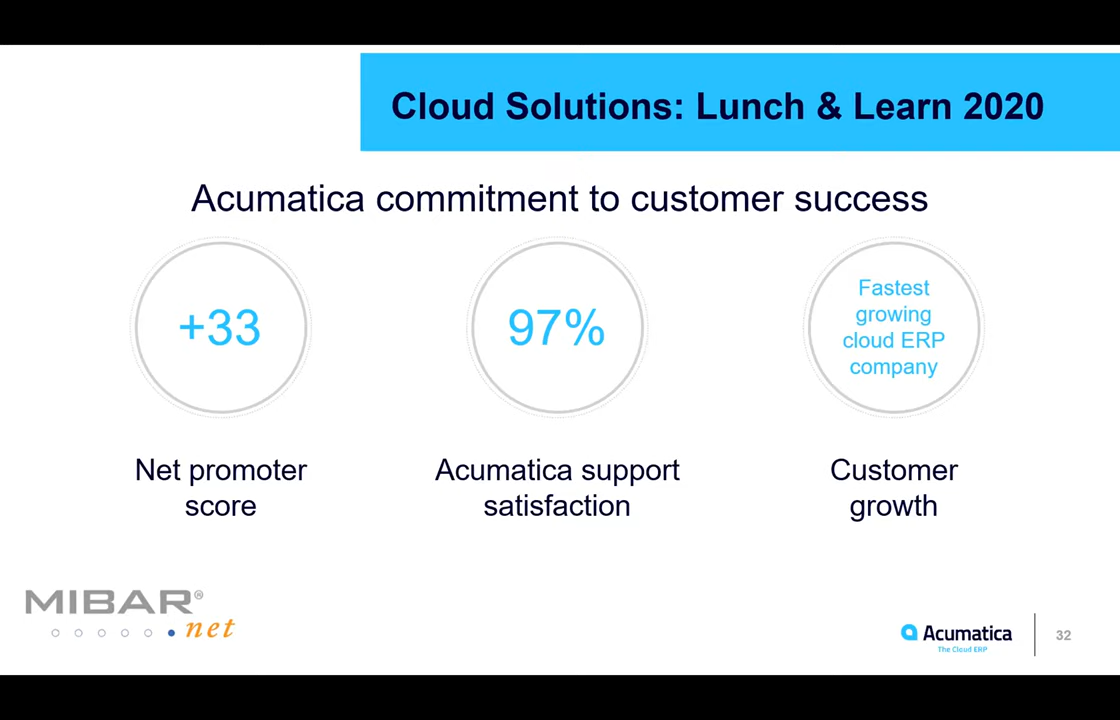 Cloud Solutions: Lunch & Learn 2020
Acumatica commitment to customer success
+33
97%
Fastest
growing
cloud ERP
company
Net promoter
score
Acumatica support
satisfaction
Customer
growth
MIBAR®
net
Acumatica
The Cloud ERP
32